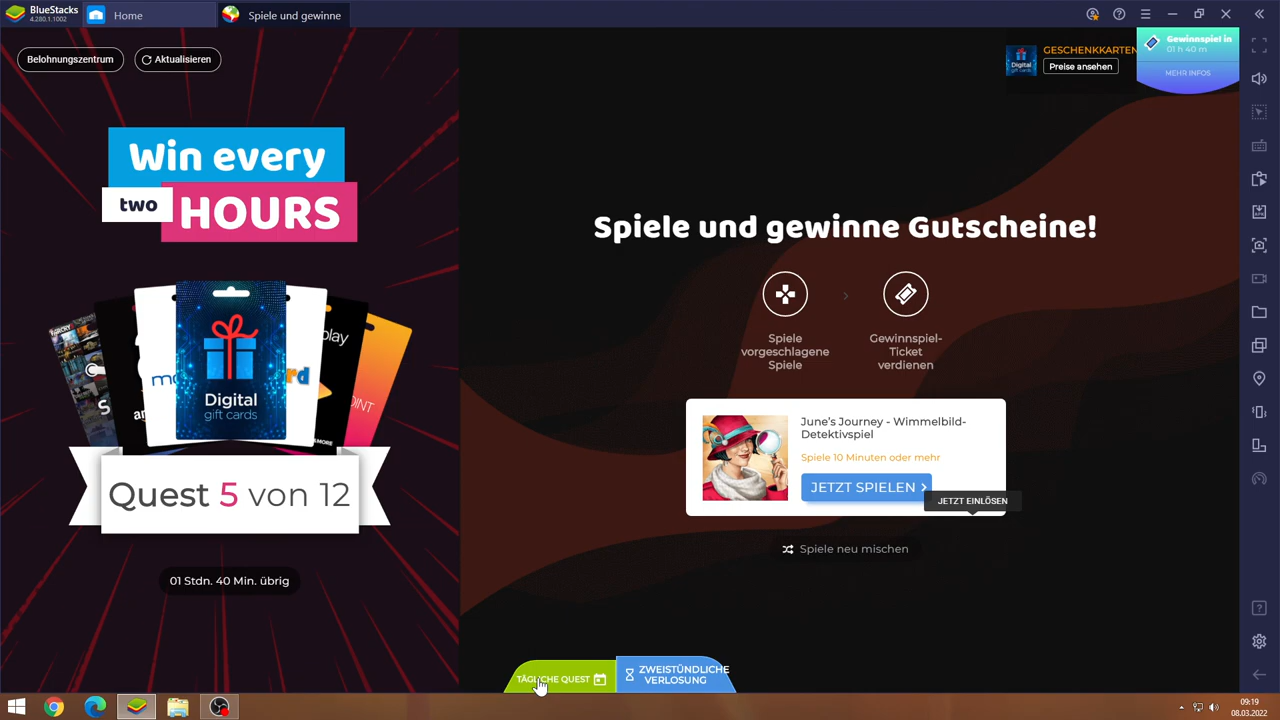 BlueStacks
4.280.1.1002
Home
Spiele und gewinne
Belohnungszentrum
Aktualisieren
GESCHENKKARTEN
Preise ansehen
Digital
gift cards
Gewinnspiel in
01 h 40 m
MEHR INFOS
Win every
two HOURS
Digital
gift cards
Quest 5 von 12
01 Stdn. 40 Min. übrig
Spiele und gewinne Gutscheine!
Spiele
vorgeschlagene
Spiele
Gewinnspiel-
Ticket
verdienen
June's Journey - Wimmelbild-
Detektivspiel
Spiele 10 Minuten oder mehr
JETZT SPIELEN
JETZT EINLÖSEN
Spiele neu mischen
TÄGLICHE QUEST
ZWEISTÜNDLICHE
VERLOSUNG
09:19
08.03.2022